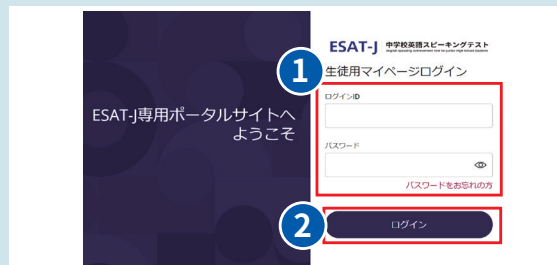 ESAT-J専用ポータルサイトへ
ようこそ
ESAT-J 中学校英語スピーキングテスト
1
生徒用マイページログイン
ログインID
パスワード
パスワードをお忘れの方
2
ログイン